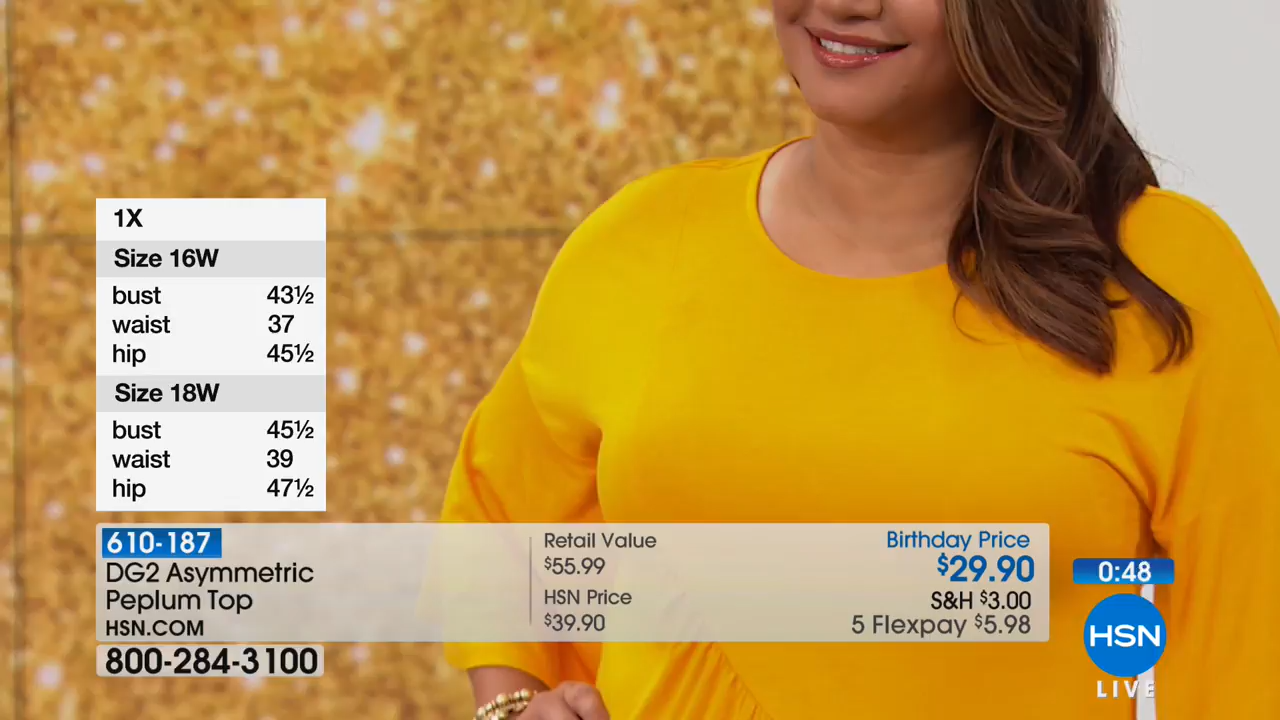 1X
Size 16W
bust 43½
waist 37
hip 45½
Size 18W
bust 45½
waist 39
hip 47½
610-187
DG2 Asymmetric
Peplum Top
HSN.COM
800-284-3100
Retail Value
$55.99
HSN Price
$39.90
Birthday Price
$29.90
S&H $3.00
5 Flexpay $5.98
0:48
HSN
LIVE